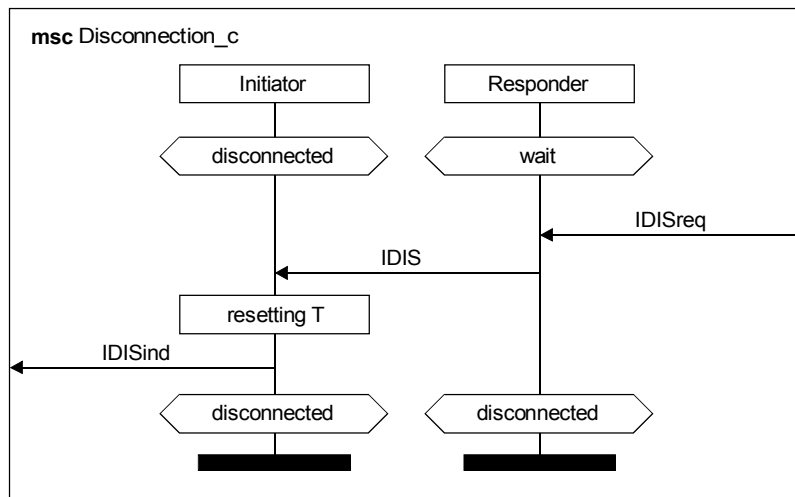 msc Disconnection_c
Initiator
Responder
disconnected
wait
IDISreq
IDIS
resetting T
IDISind
disconnected
disconnected